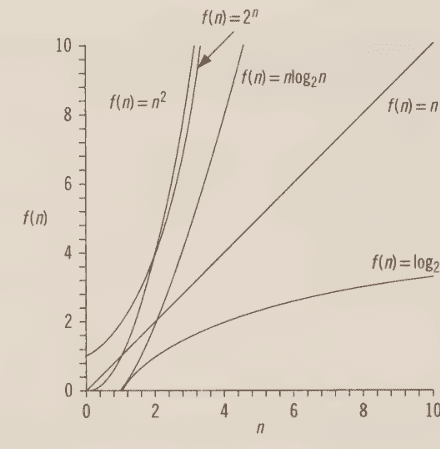 f(n)=2ⁿ
10
f(n)=n²
f(n)=nlog₂n
8
f(n)=n
6
f(n)
4
f(n)=log₂
2
0
0 2 4 6 8 10
n